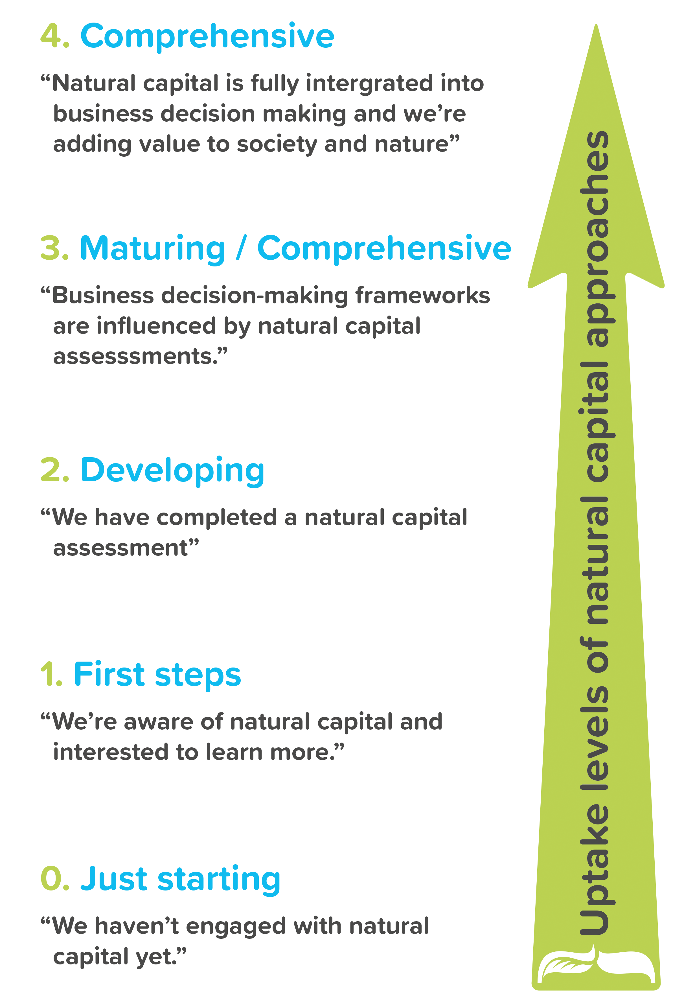 4. Comprehensive
“Natural capital is fully intergrated into
business decision making and we’re
adding value to society and nature”
3. Maturing / Comprehensive
“Business decision-making frameworks
are influenced by natural capital
assesssments.”
2. Developing
“We have completed a natural capital
assessment”
1. First steps
“We’re aware of natural capital and
interested to learn more.”
0. Just starting
“We haven’t engaged with natural
capital yet.”
Uptake levels of natural capital approaches